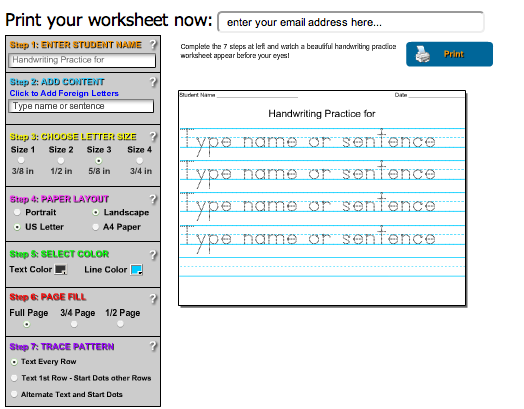 Print your worksheet now: enter your email address here...
Step 1: ENTER STUDENT NAME ?
Handwriting Practice for
Step 2: ADD CONTENT ?
Click to Add Foreign Letters
Type name or sentence
Step 3: CHOOSE LETTER SIZE ?
Size 1 Size 2 Size 3 Size 4
3/8 in 1/2 in 5/8 in 3/4 in
Step 4: PAPER LAYOUT ?
Portrait Landscape
US Letter A4 Paper
Step 5: SELECT COLOR ?
Text Color Line Color
Step 6: PAGE FILL ?
Full Page 3/4 Page 1/2 Page
Step 7: TRACE PATTERN ?
Text Every Row
Text 1st Row - Start Dots other Rows
Alternate Text and Start Dots
Complete the 7 steps at left and watch a beautiful handwriting practice
worksheet appear before your eyes!
Print
Student Name Date
Handwriting Practice for
Type name or sentence
Type name or sentence
Type name or sentence
Type name or sentence